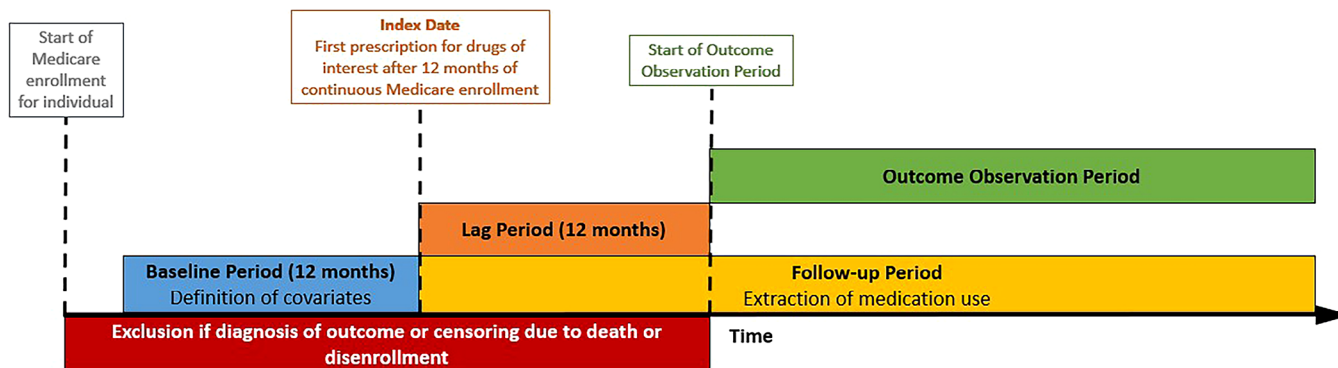 Start of
Medicare
enrollment
for individual
Index Date
First prescription for drugs of
interest after 12 months of
continuous Medicare enrollment
Start of Outcome
Observation Period
Outcome Observation Period
Lag Period (12 months)
Baseline Period (12 months)
Definition of covariates
Follow-up Period
Extraction of medication use
Exclusion if diagnosis of outcome or censoring due to death or
disenrollment
Time